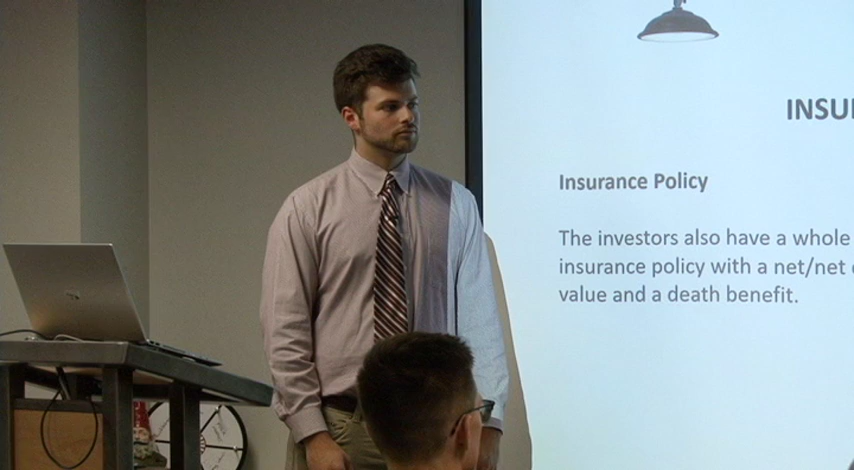 INSU
Insurance Policy
The investors also have a whole
insurance policy with a net/net
value and a death benefit.